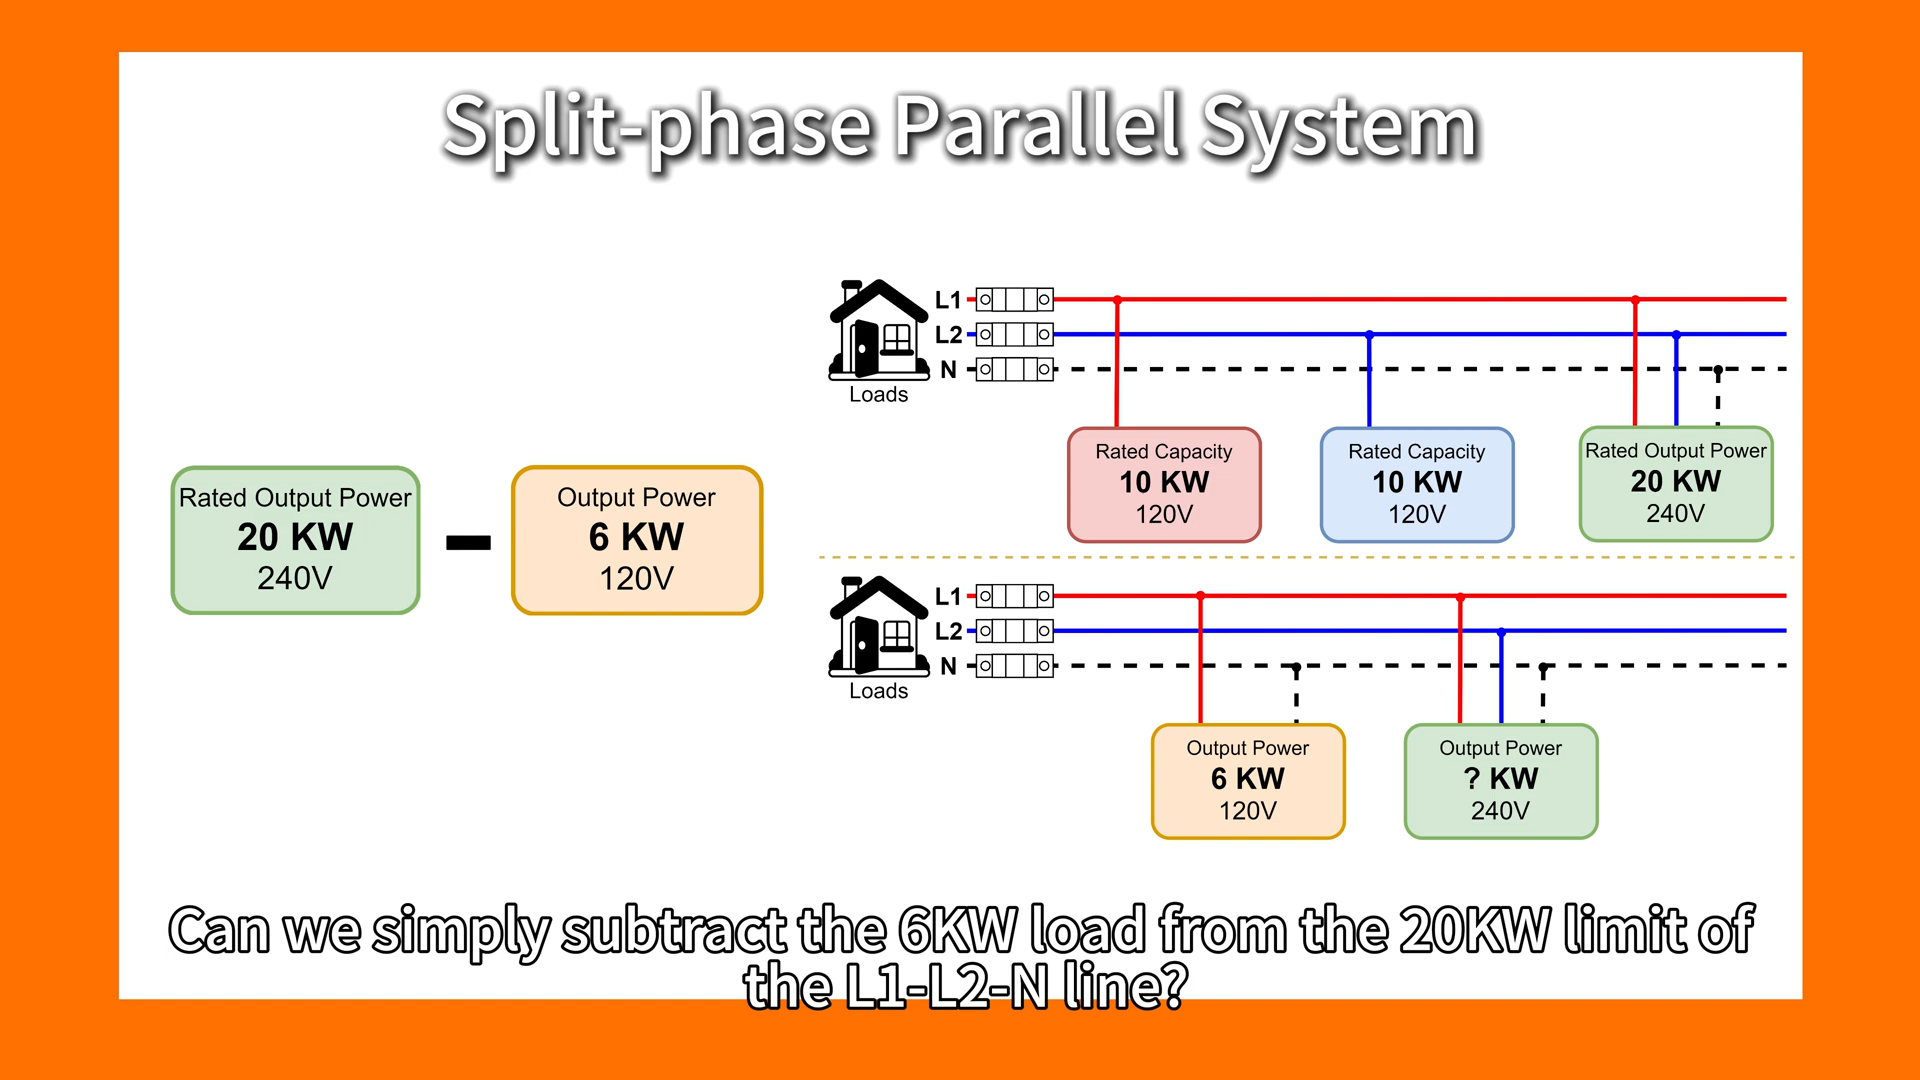 Split-phase Parallel System
Rated Output Power
20 KW
240V
Output Power
6 KW
120V
L1
L2
N
Loads
Rated Capacity
10 KW
120V
Rated Capacity
10 KW
120V
Rated Output Power
20 KW
240V
L1
L2
N
Loads
Output Power
6 KW
120V
Output Power
? KW
240V
Can we simply subtract the 6KW load from the 20KW limit of
the L1-L2-N line?